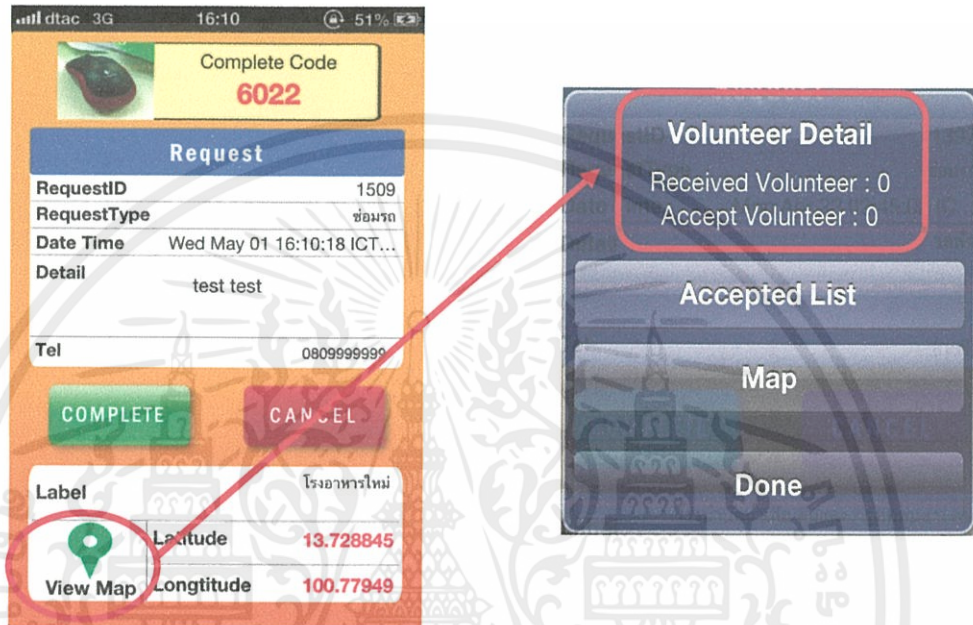 dtac 3G 16:10 51%
Complete Code
6022
Request
RequestID 1509
RequestType ซ่อมรถ
Date Time Wed May 01 16:10:18 ICT...
Detail test test
Tel 0809999999
COMPLETE CANCEL
Label โรงอาหารใหม่
View Map
Latitude 13.728845
Longtitude 100.77949
Volunteer Detail
Received Volunteer : 0
Accept Volunteer : 0
Accepted List
Map
Done